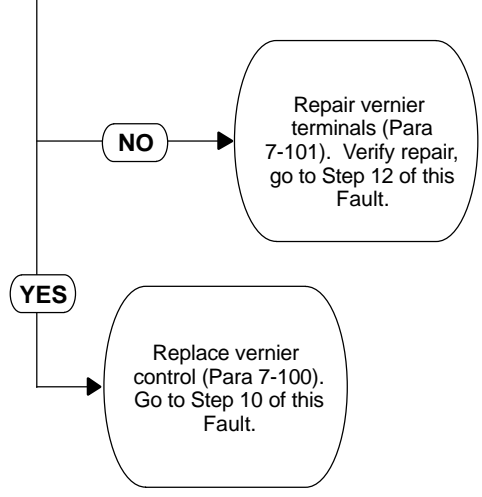 NO
Repair vernier
terminals (Para
7-101).  Verify repair,
go to Step 12 of this
Fault.
YES
Replace vernier
control (Para 7-100).
Go to Step 10 of this
Fault.